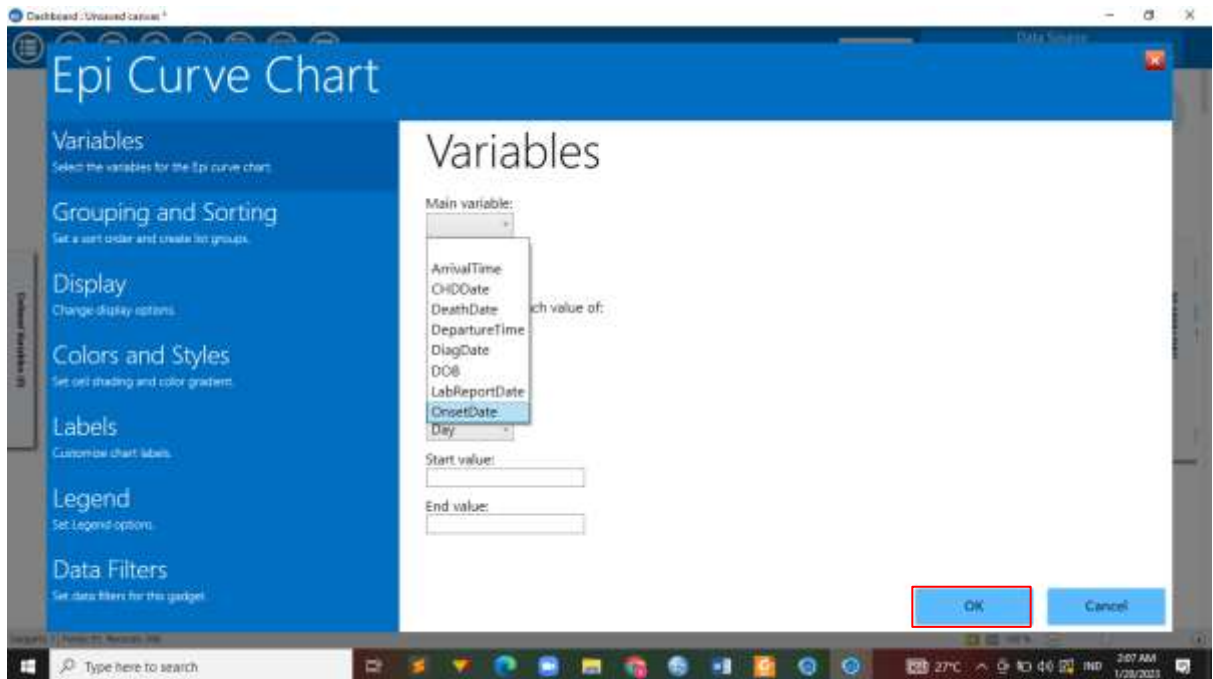 Dashboard : Unsaved canvas *
Data Source
Epi Curve Chart
Variables
Select the variables for the Epi curve chart.
Grouping and Sorting
Set a sort order and create list groups.
Display
Change display options.
Colors and Styles
Set cell shading and color gradient.
Labels
Customize chart labels.
Legend
Set Legend options.
Data Filters
Set data filters for this gadget.
Variables
Main variable:
ArrivalTime
CHDDate
DeathDate
ch value of:
DepartureTime
DiagDate
DOB
LabReportDate
OnsetDate
Day
Start value:
End value:
OK
Cancel
Type here to search
27°C
IND
2:07 AM
1/20/2023